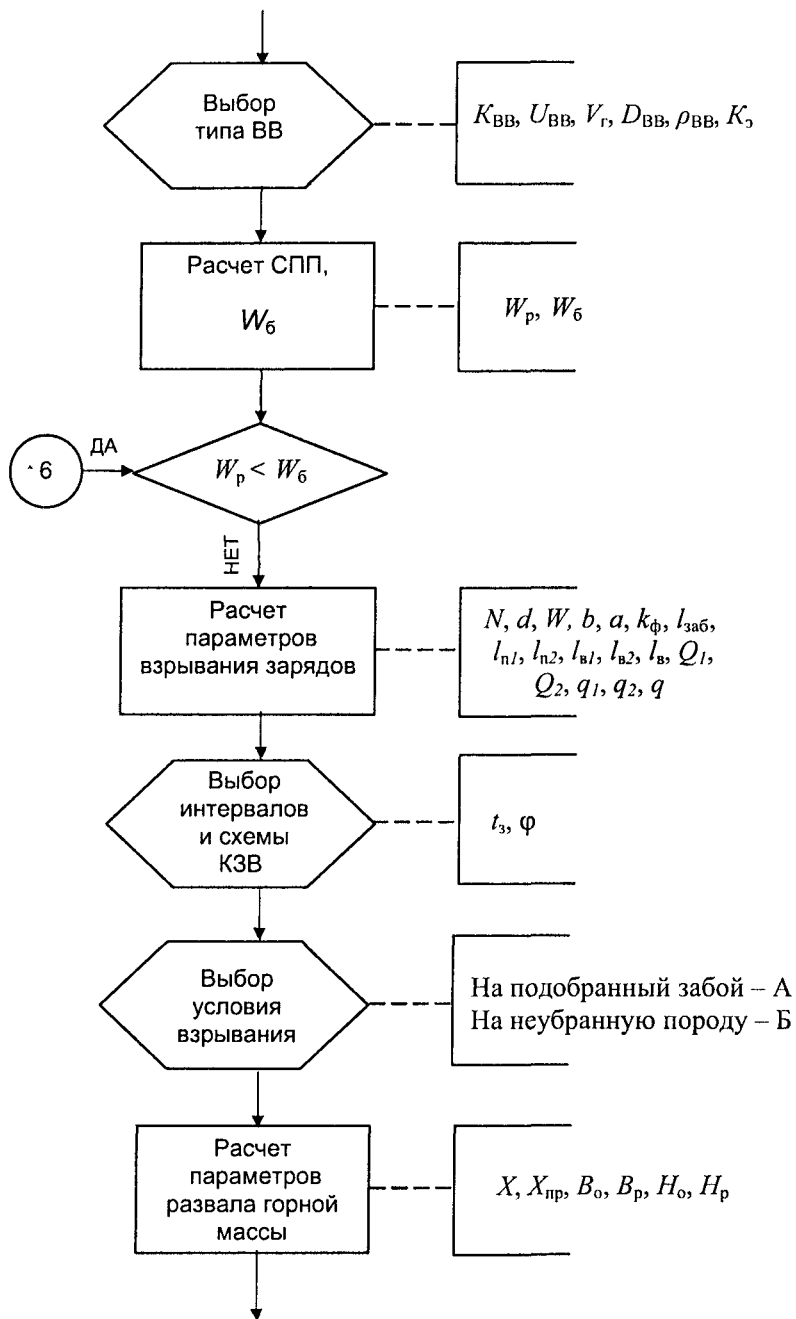 Выбор
типа ВВ
K_ВВ, U_ВВ, V_г, D_ВВ, ρ_ВВ, K_э
Расчет СПП,
W_б
W_р, W_б
6
ДА
W_р < W_б
НЕТ
Расчет
параметров
взрывания зарядов
N, d, W, b, a, k_ф, l_заб,
l_п1, l_п2, l_в1, l_в2, l_в, Q_1,
Q_2, q_1, q_2, q
Выбор
интервалов
и схемы
КЗВ
t_з, φ
Выбор
условия
взрывания
На подобранный забой – А
На неубранную породу – Б
Расчет
параметров
развала горной
массы
X, X_пр, B_о, B_р, H_о, H_р